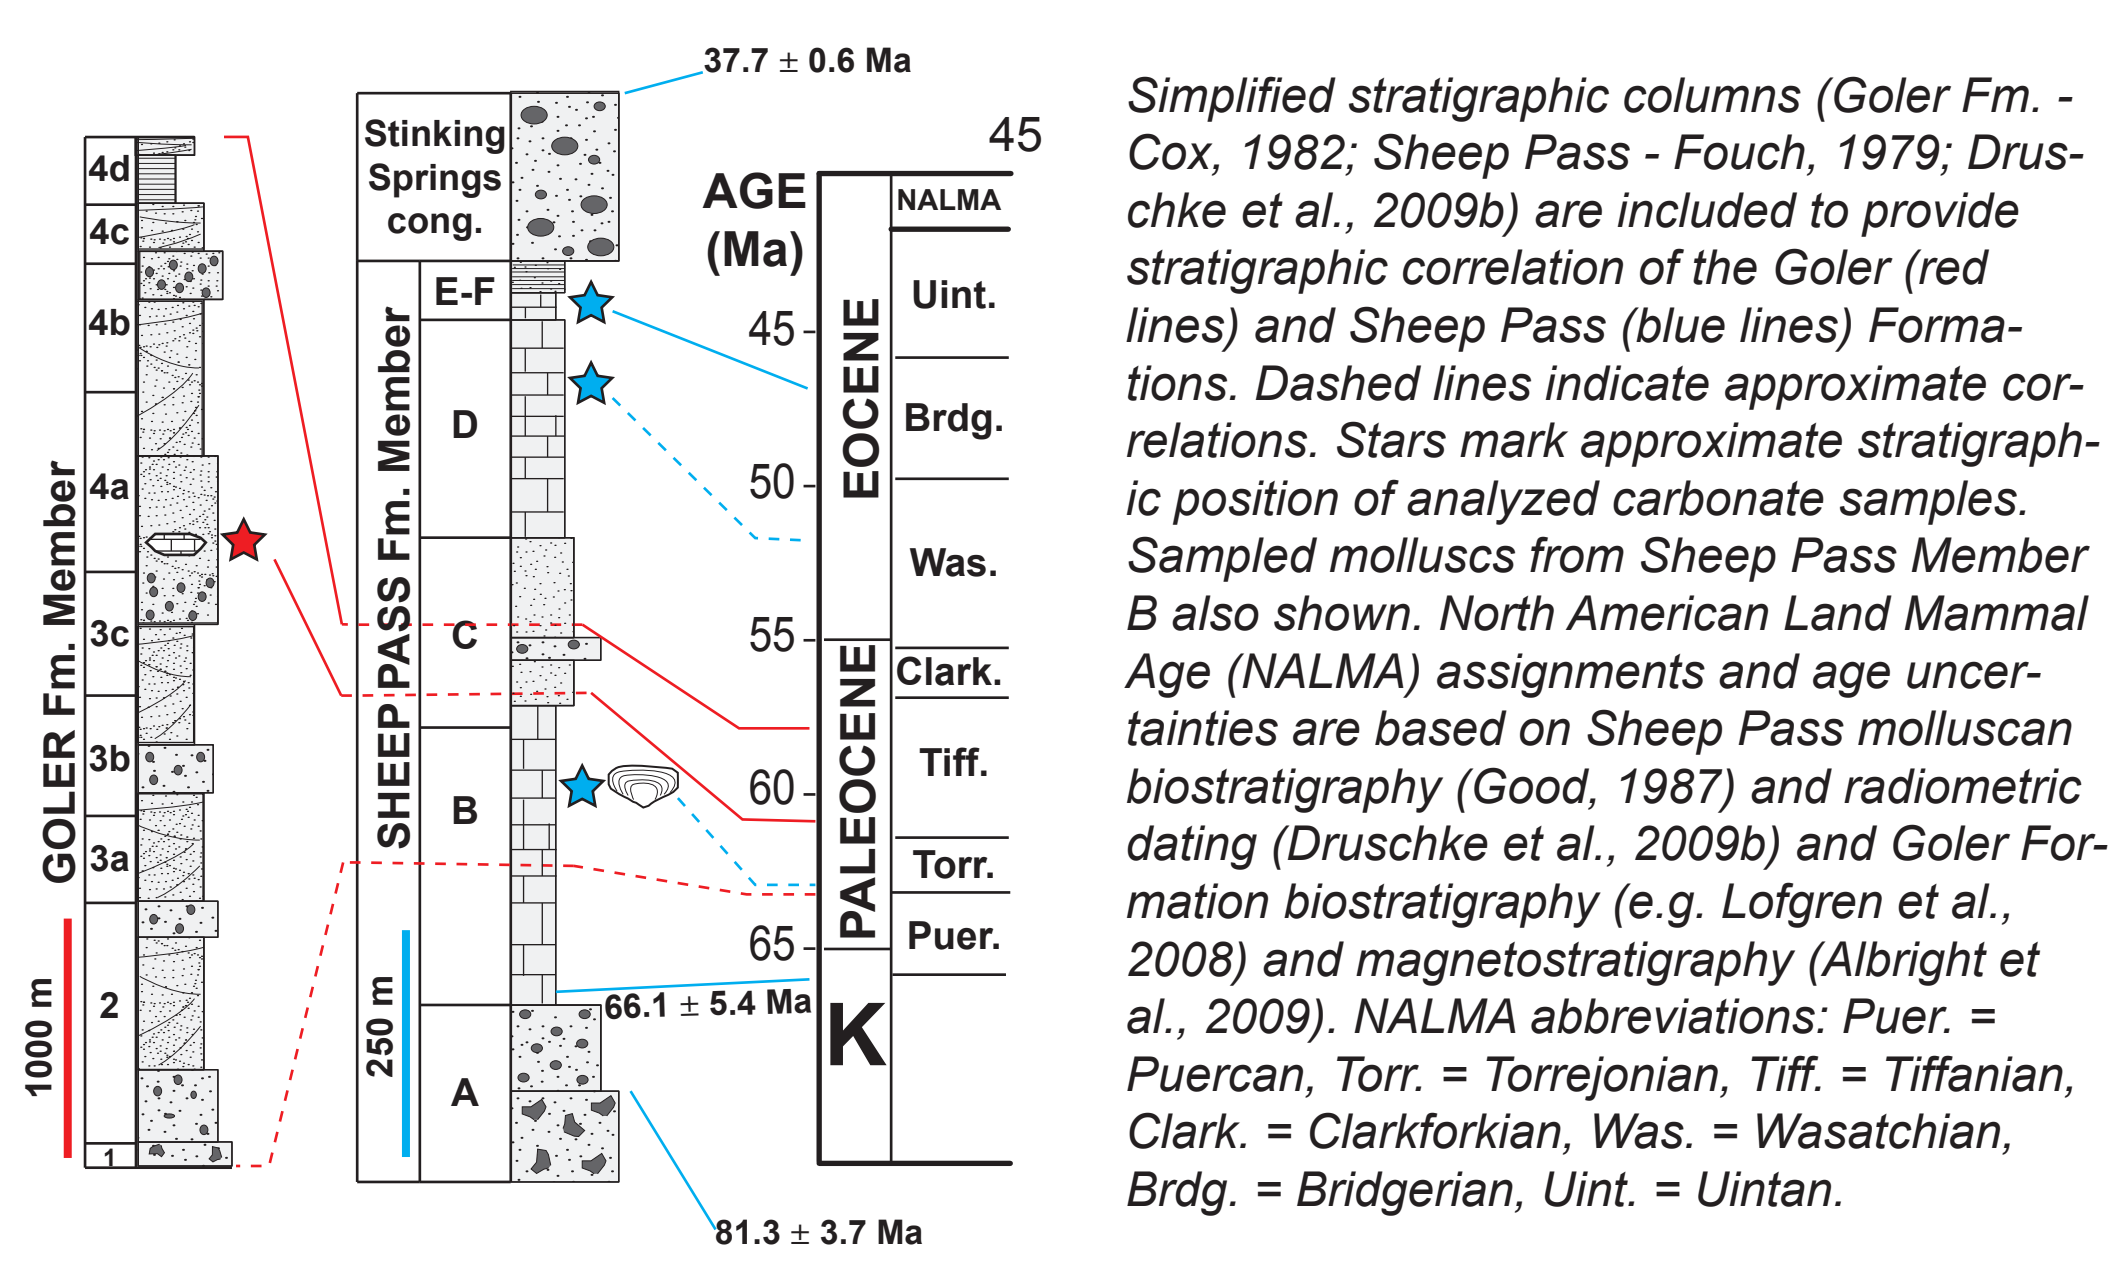 37.7 ± 0.6 Ma
Stinking
Springs
cong.
4d
4c
4b
4a
3c
3b
3a
2
1
GOLER Fm. Member
1000 m
SHEEP PASS Fm. Member
250 m
E-F
D
C
B
A
66.1 ± 5.4 Ma
81.3 ± 3.7 Ma
45
AGE
(Ma)
45
50
55
60
65
EOCENE
PALEOCENE
K
NALMA
Uint.
Brdg.
Was.
Clark.
Tiff.
Torr.
Puer.
Simplified stratigraphic columns (Goler Fm. -
Cox, 1982; Sheep Pass - Fouch, 1979; Drus-
chke et al., 2009b) are included to provide
stratigraphic correlation of the Goler (red
lines) and Sheep Pass (blue lines) Forma-
tions. Dashed lines indicate approximate cor-
relations. Stars mark approximate stratigraph-
ic position of analyzed carbonate samples.
Sampled molluscs from Sheep Pass Member
B also shown. North American Land Mammal
Age (NALMA) assignments and age uncer-
tainties are based on Sheep Pass molluscan
biostratigraphy (Good, 1987) and radiometric
dating (Druschke et al., 2009b) and Goler For-
mation biostratigraphy (e.g. Lofgren et al.,
2008) and magnetostratigraphy (Albright et
al., 2009). NALMA abbreviations: Puer. =
Puercan, Torr. = Torrejonian, Tiff. = Tiffanian,
Clark. = Clarkforkian, Was. = Wasatchian,
Brdg. = Bridgerian, Uint. = Uintan.